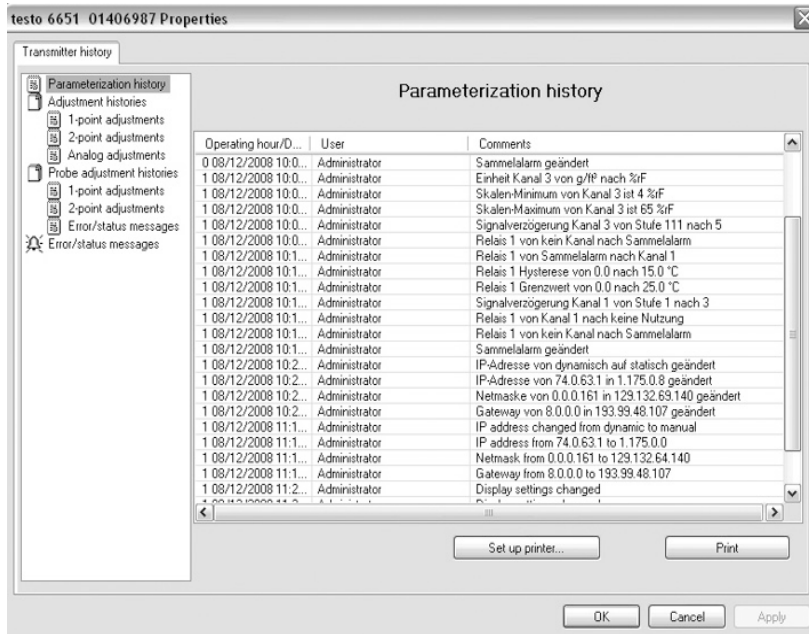 testo 6651 01406987 Properties
Transmitter history
Parameterization history
Adjustment histories
1-point adjustments
2-point adjustments
Analog adjustments
Probe adjustment histories
1-point adjustments
2-point adjustments
Error/status messages
Error/status messages
Parameterization history
Operating hour/D... User Comments
0 08/12/2008 10:0... Administrator Sammelalarm geändert
1 08/12/2008 10:0... Administrator Einheit Kanal 3 von g/ft³ nach %rF
1 08/12/2008 10:0... Administrator Skalen-Minimum von Kanal 3 ist 4 %rF
1 08/12/2008 10:0... Administrator Skalen-Maximum von Kanal 3 ist 65 %rF
1 08/12/2008 10:0... Administrator Signalverzögerung Kanal 3 von Stufe 111 nach 5
1 08/12/2008 10:0... Administrator Relais 1 von kein Kanal nach Sammelalarm
1 08/12/2008 10:1... Administrator Relais 1 von Sammelalarm nach Kanal 1
1 08/12/2008 10:1... Administrator Relais 1 Hysterese von 0.0 nach 15.0 °C
1 08/12/2008 10:1... Administrator Relais 1 Grenzwert von 0.0 nach 25.0 °C
1 08/12/2008 10:1... Administrator Signalverzögerung Kanal 1 von Stufe 1 nach 3
1 08/12/2008 10:1... Administrator Relais 1 von Kanal 1 nach keine Nutzung
1 08/12/2008 10:1... Administrator Relais 1 von kein Kanal nach Sammelalarm
1 08/12/2008 10:1... Administrator Sammelalarm geändert
1 08/12/2008 10:2... Administrator IP-Adresse von dynamisch auf statisch geändert
1 08/12/2008 10:2... Administrator IP-Adresse von 74.0.63.1 in 1.175.0.8 geändert
1 08/12/2008 10:2... Administrator Netmaske von 0.0.0.161 in 129.132.69.140 geändert
1 08/12/2008 10:2... Administrator Gateway von 8.0.0.0 in 193.99.48.107 geändert
1 08/12/2008 11:1... Administrator IP address changed from dynamic to manual
1 08/12/2008 11:1... Administrator IP address from 74.0.63.1 to 1.175.0.0
1 08/12/2008 11:1... Administrator Netmask from 0.0.0.161 to 129.132.64.140
1 08/12/2008 11:1... Administrator Gateway from 8.0.0.0 to 193.99.48.107
1 08/12/2008 11:2... Administrator Display settings changed
Set up printer... Print
OK Cancel Apply